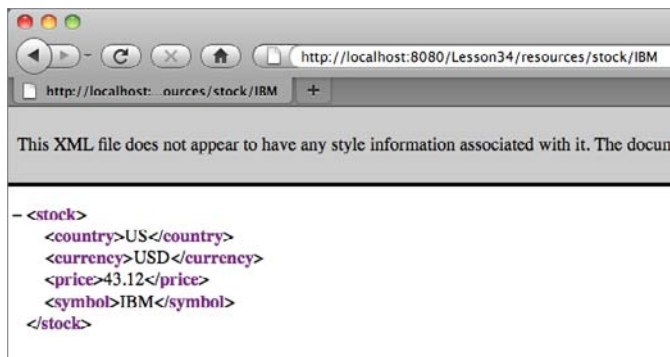 http://localhost:8080/Lesson34/resources/stock/IBM
http://localhost:...ources/stock/IBM
+
This XML file does not appear to have any style information associated with it. The docum
– <stock>
<country>US</country>
<currency>USD</currency>
<price>43.12</price>
<symbol>IBM</symbol>
</stock>